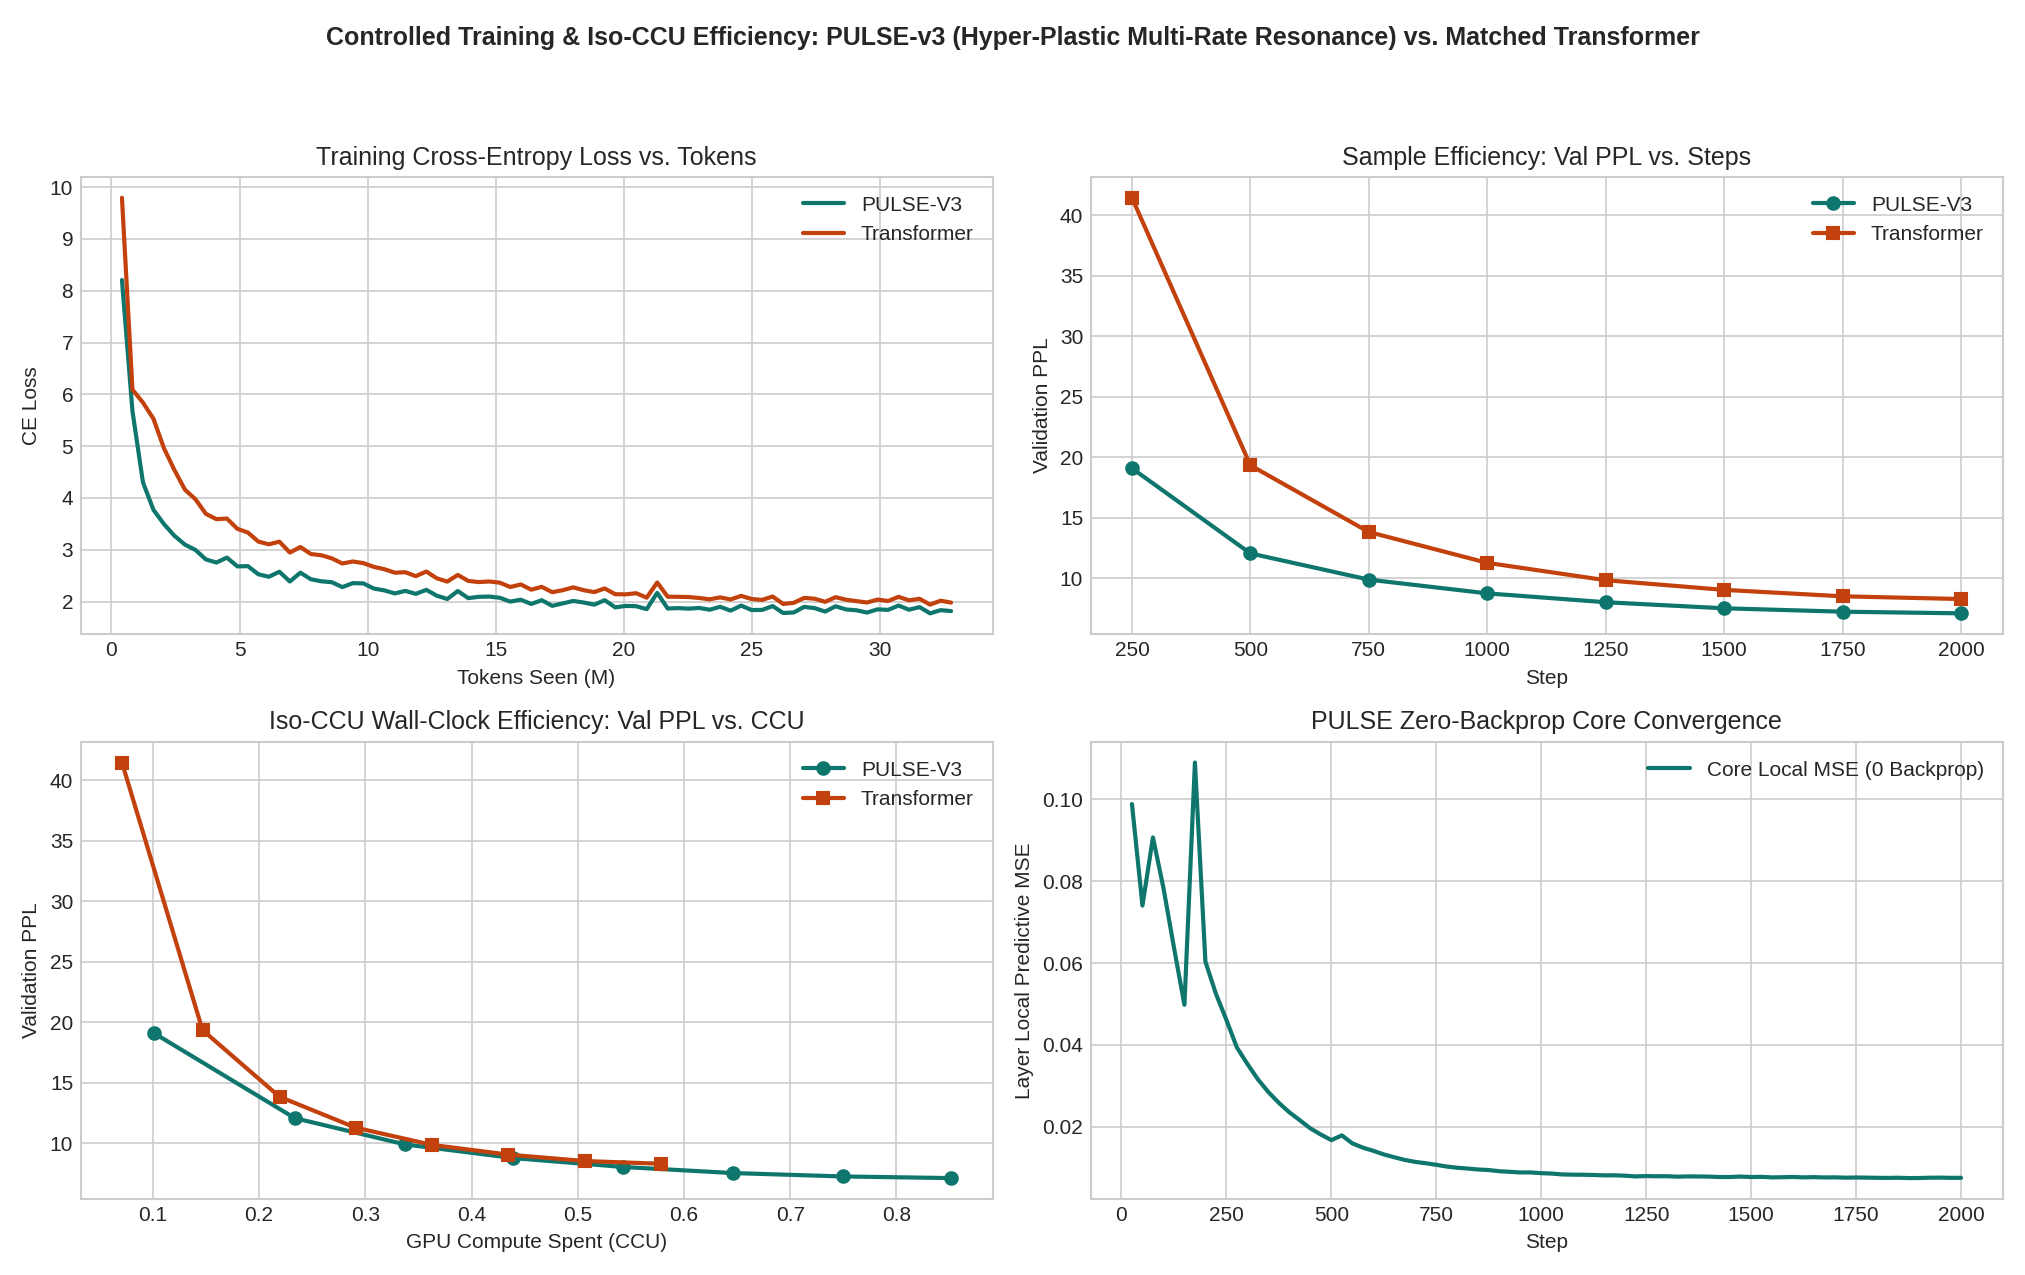 Controlled Training & Iso-CCU Efficiency: PULSE-v3 (Hyper-Plastic Multi-Rate Resonance) vs. Matched Transformer
Training Cross-Entropy Loss vs. Tokens
CE Loss
10
9
8
7
6
5
4
3
2
PULSE-V3
Transformer
0 5 10 15 20 25 30
Tokens Seen (M)
Sample Efficiency: Val PPL vs. Steps
Validation PPL
40
35
30
25
20
15
10
PULSE-V3
Transformer
250 500 750 1000 1250 1500 1750 2000
Step
Iso-CCU Wall-Clock Efficiency: Val PPL vs. CCU
Validation PPL
40
35
30
25
20
15
10
PULSE-V3
Transformer
0.1 0.2 0.3 0.4 0.5 0.6 0.7 0.8
GPU Compute Spent (CCU)
PULSE Zero-Backprop Core Convergence
Layer Local Predictive MSE
0.10
0.08
0.06
0.04
0.02
Core Local MSE (0 Backprop)
0 250 500 750 1000 1250 1500 1750 2000
Step